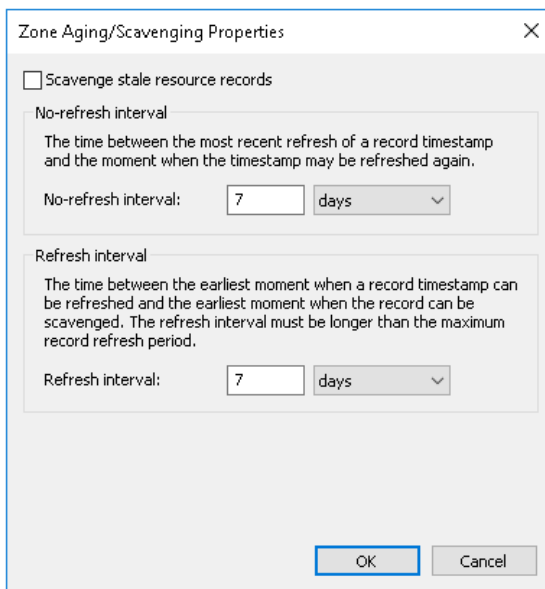 Zone Aging/Scavenging Properties
Scavenge stale resource records
No-refresh interval
The time between the most recent refresh of a record timestamp
and the moment when the timestamp may be refreshed again.
No-refresh interval: 7 days
Refresh interval
The time between the earliest moment when a record timestamp can
be refreshed and the earliest moment when the record can be
scavenged. The refresh interval must be longer than the maximum
record refresh period.
Refresh interval: 7 days
OK Cancel